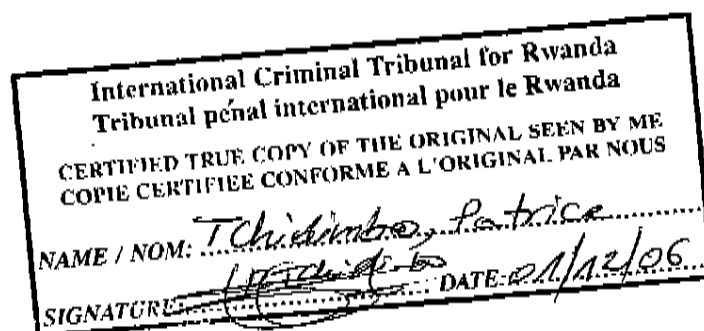 International Criminal Tribunal for Rwanda
Tribunal pénal international pour le Rwanda
CERTIFIED TRUE COPY OF THE ORIGINAL SEEN BY ME
COPIE CERTIFIEE CONFORME A L'ORIGINAL PAR NOUS
NAME / NOM: Tchidimbo, Patrice
SIGNATURE: DATE: 01/12/06